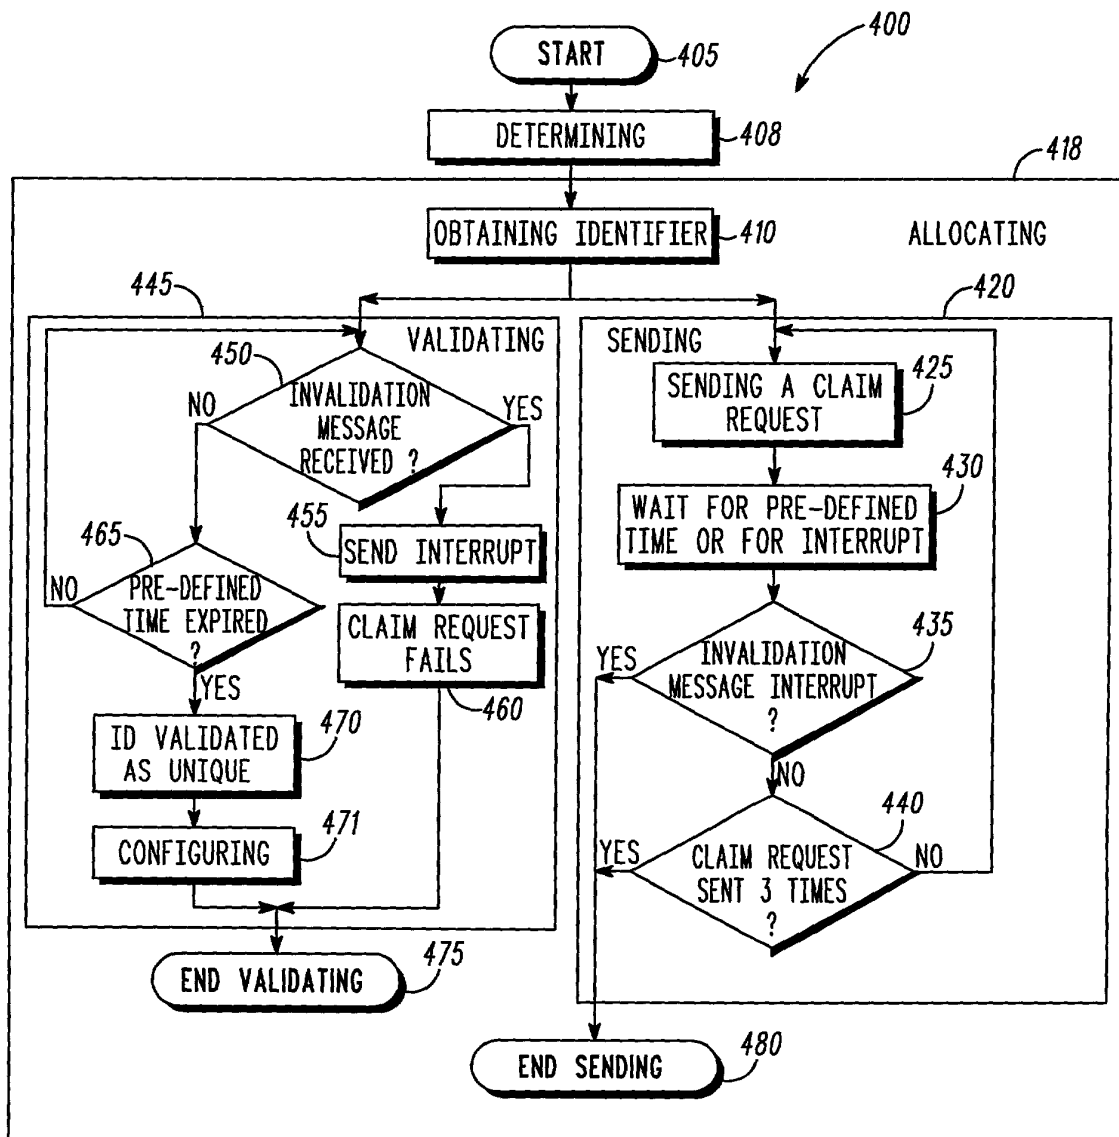 400
START
405
DETERMINING
408
418
OBTAINING IDENTIFIER
410
ALLOCATING
445
420
VALIDATING
SENDING
450
INVALIDATION
MESSAGE
RECEIVED ?
NO
YES
425
SENDING A CLAIM
REQUEST
455
SEND INTERRUPT
430
WAIT FOR PRE-DEFINED
TIME OR FOR INTERRUPT
465
PRE-DEFINED
TIME EXPIRED
?
NO
YES
CLAIM REQUEST
FAILS
460
435
INVALIDATION
MESSAGE INTERRUPT
?
YES
NO
470
ID VALIDATED
AS UNIQUE
471
CONFIGURING
440
CLAIM REQUEST
SENT 3 TIMES
?
YES
NO
END VALIDATING
475
END SENDING
480